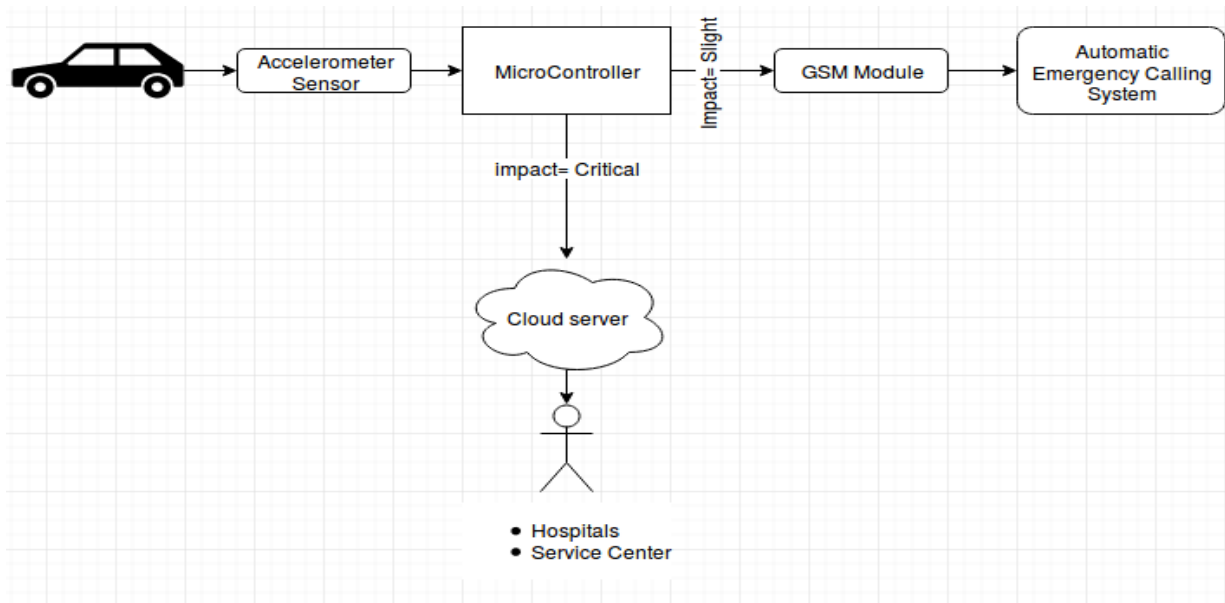 Accelerometer
Sensor
MicroController
Impact= Slight
GSM Module
Automatic
Emergency Calling
System
impact= Critical
Cloud server
• Hospitals
• Service Center